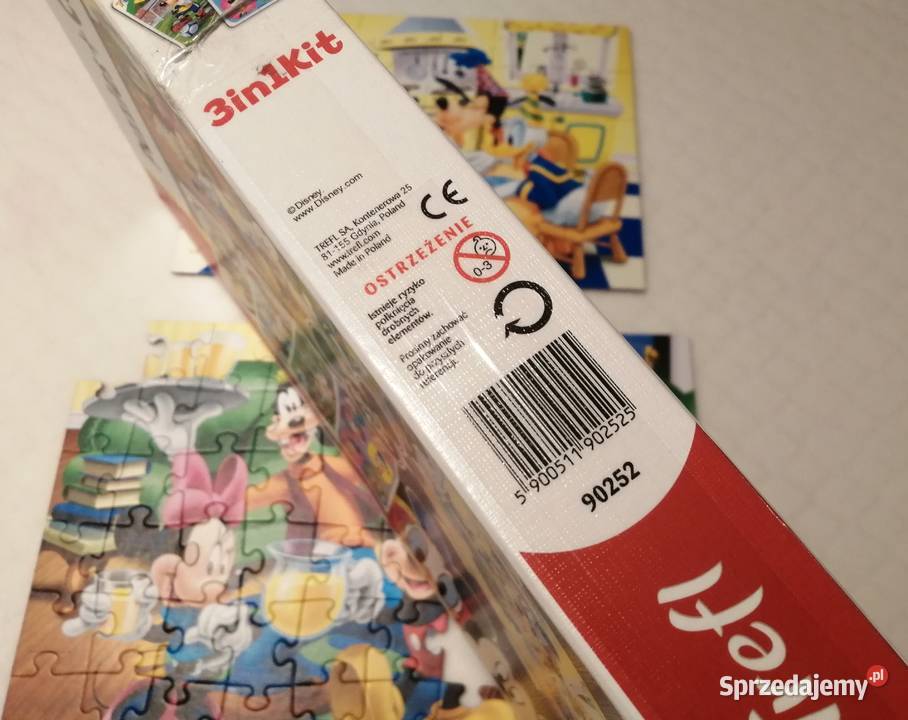 3in1Kit
© Disney.
www.Disney.com
TREFL SA, Kontenerowa 25
81-155 Gdynia, Poland
www.trefl.com
Made in Poland
CE
OSTRZEŻENIE
0-3
Istnieje ryzyko
połknięcia
drobnych
elementów.
Prosimy zachować
opakowanie
do przyszłych
referencji.
5 900511 902525
90252
refl
Sprzedajemy.pl